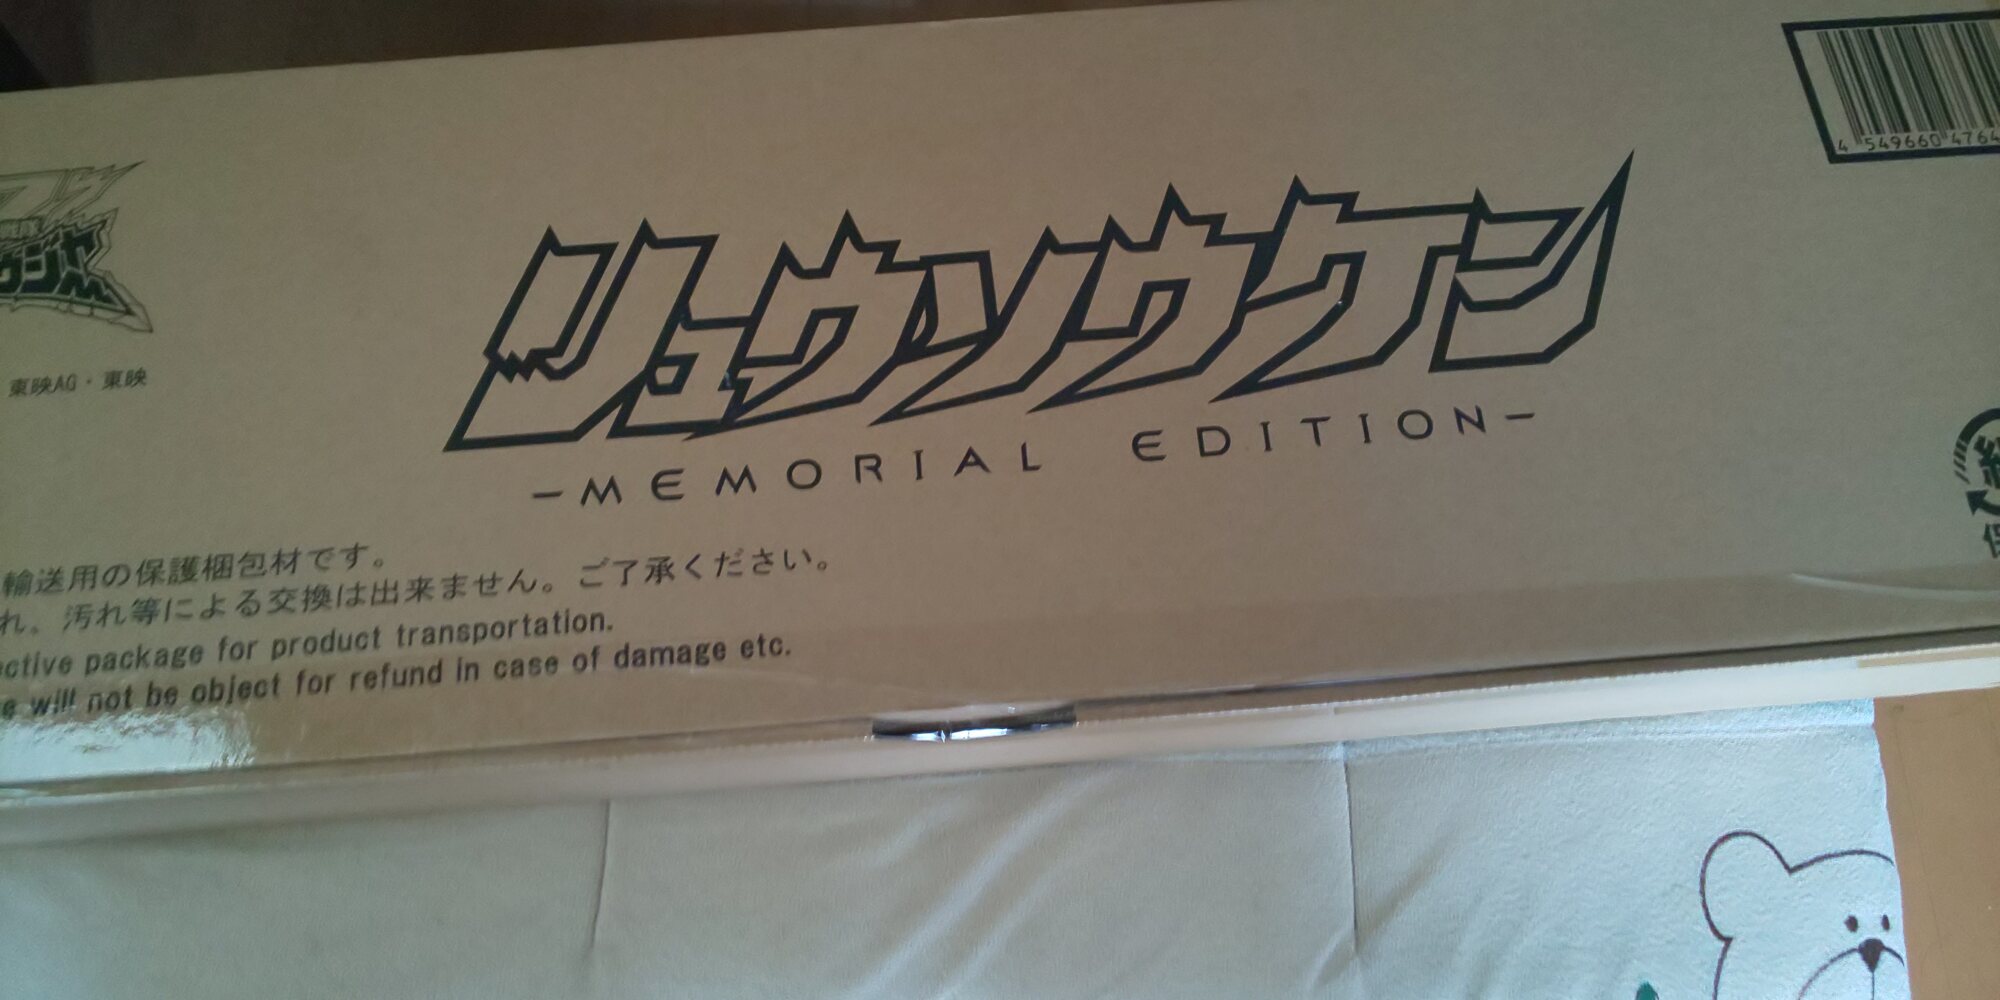 リュウソウケン
-MEMORIAL EDITION-
4 549660 4764
東映AG・東映
輸送用の保護梱包材です。
れ、汚れ等による交換は出来ません。ご了承ください。
package for product transportation.
will not be object for refund in case of damage etc.